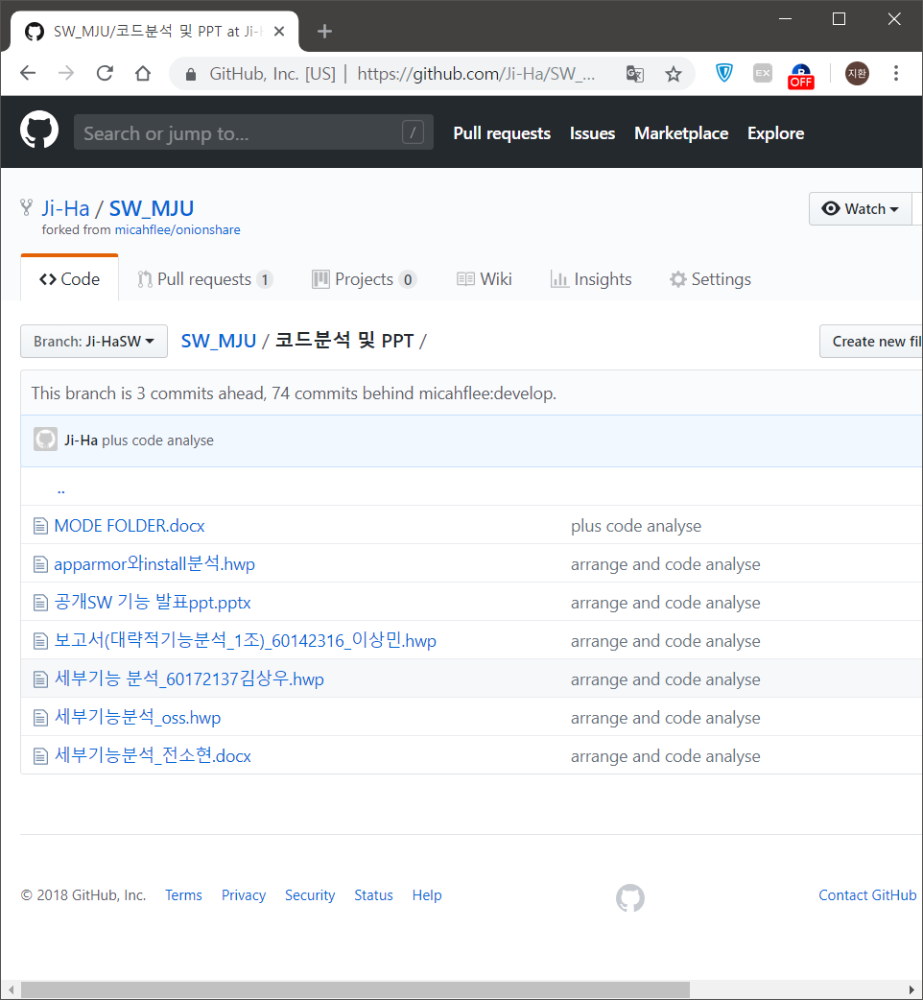 SW_MJU/코드분석 및 PPT at Ji-H
GitHub, Inc. [US] | https://github.com/Ji-Ha/SW_...
EX
OFF
지환
Search or jump to... /
Pull requests Issues Marketplace Explore
Ji-Ha / SW_MJU
Watch
forked from micahflee/onionshare
Code Pull requests 1 Projects 0 Wiki Insights Settings
Branch: Ji-HaSW SW_MJU / 코드분석 및 PPT / Create new fil
This branch is 3 commits ahead, 74 commits behind micahflee:develop.
Ji-Ha plus code analyse
..
MODE FOLDER.docx plus code analyse
apparmor와install분석.hwp arrange and code analyse
공개SW 기능 발표ppt.pptx arrange and code analyse
보고서(대략적기능분석_1조)_60142316_이상민.hwp arrange and code analyse
세부기능 분석_60172137김상우.hwp arrange and code analyse
세부기능분석_oss.hwp arrange and code analyse
세부기능분석_전소현.docx arrange and code analyse
© 2018 GitHub, Inc. Terms Privacy Security Status Help Contact GitHub